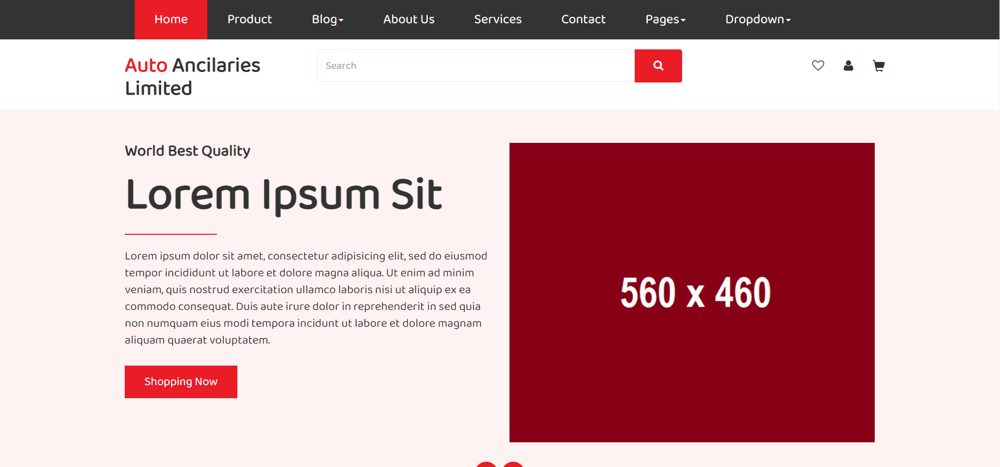 Home Product Blog About Us Services Contact Pages Dropdown
Auto Ancilaries
Limited
Search
World Best Quality
Lorem Ipsum Sit
Lorem ipsum dolor sit amet, consectetur adipisicing elit, sed do eiusmod
tempor incididunt ut labore et dolore magna aliqua. Ut enim ad minim
veniam, quis nostrud exercitation ullamco laboris nisi ut aliquip ex ea
commodo consequat. Duis aute irure dolor in reprehenderit in sed quia
non numquam eius modi tempora incidunt ut labore et dolore magnam
aliquam quaerat voluptatem.
Shopping Now
560 x 460